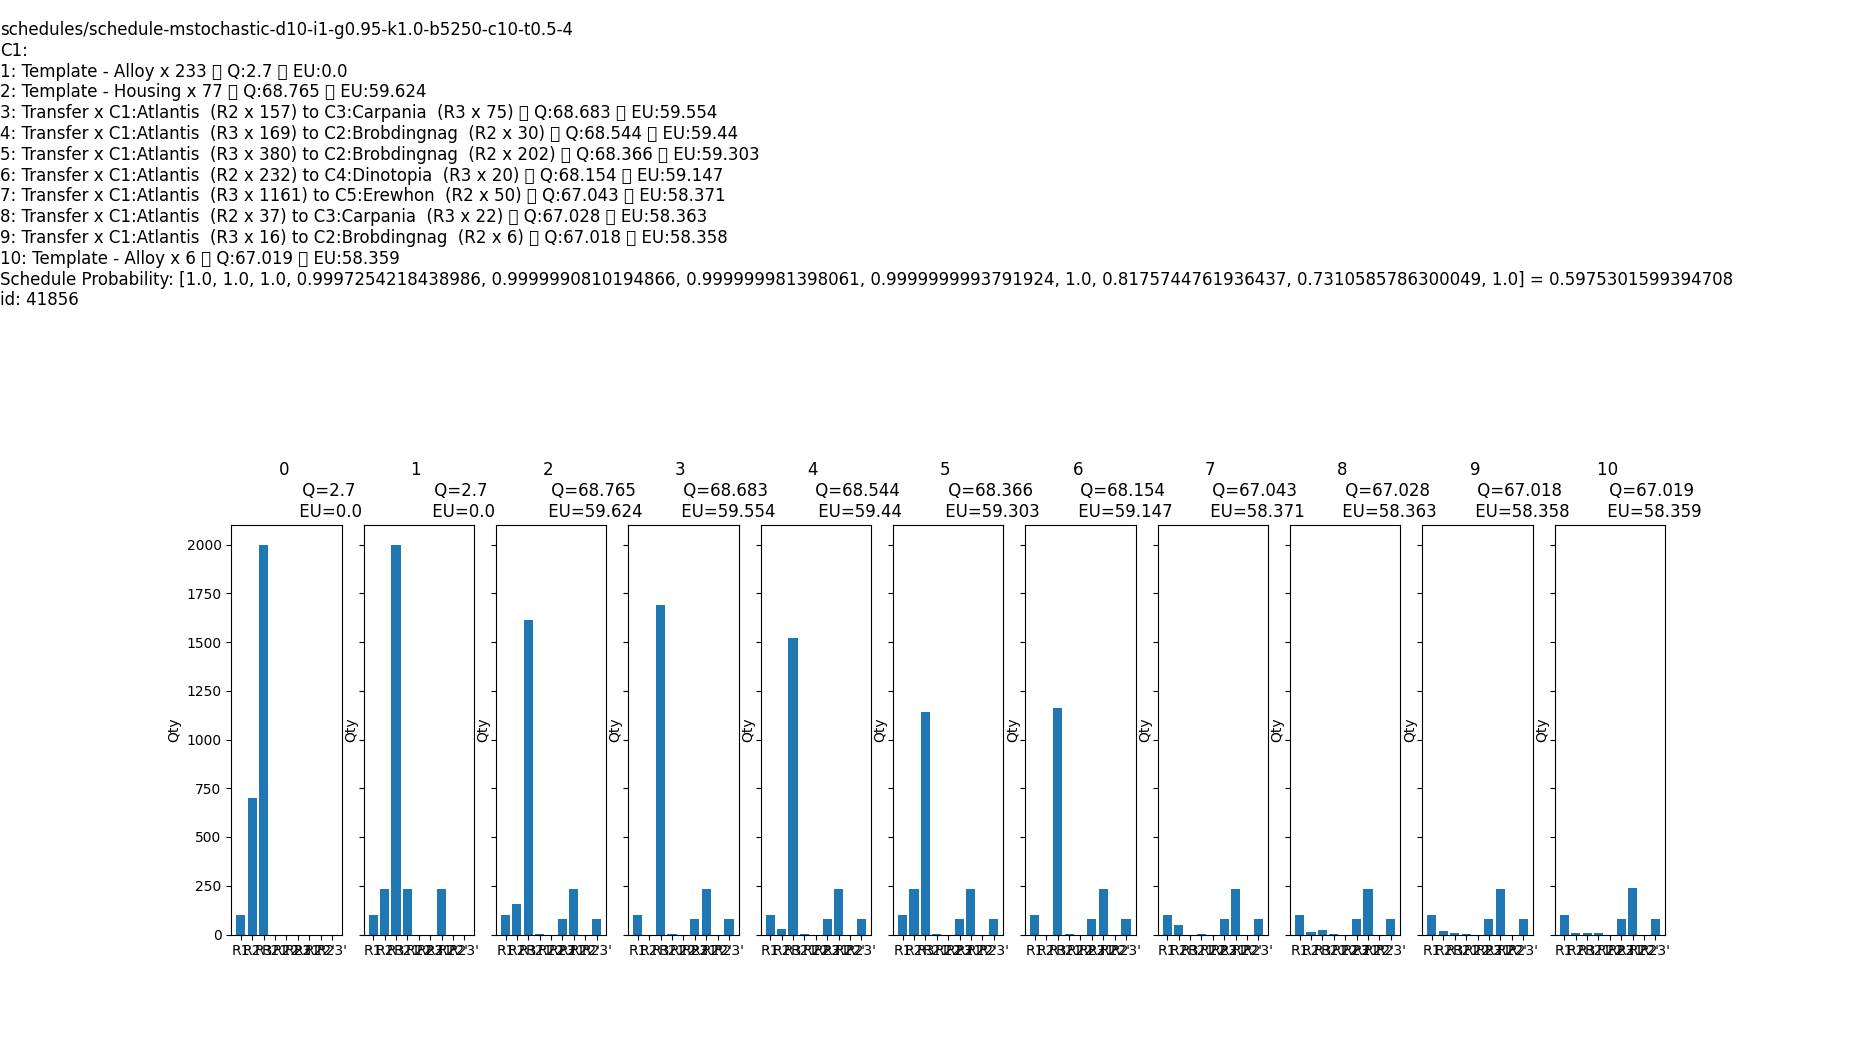 schedules/schedule-mstochastic-d10-i1-g0.95-k1.0-b5250-c10-t0.5-4
C1:
1: Template - Alloy x 233 ▯ Q:2.7 ▯ EU:0.0
2: Template - Housing x 77 ▯ Q:68.765 ▯ EU:59.624
3: Transfer x C1:Atlantis (R2 x 157) to C3:Carpania (R3 x 75) ▯ Q:68.683 ▯ EU:59.554
4: Transfer x C1:Atlantis (R3 x 169) to C2:Brobdingnag (R2 x 30) ▯ Q:68.544 ▯ EU:59.44
5: Transfer x C1:Atlantis (R3 x 380) to C2:Brobdingnag (R2 x 202) ▯ Q:68.366 ▯ EU:59.303
6: Transfer x C1:Atlantis (R2 x 232) to C4:Dinotopia (R3 x 20) ▯ Q:68.154 ▯ EU:59.147
7: Transfer x C1:Atlantis (R3 x 1161) to C5:Erewhon (R2 x 50) ▯ Q:67.043 ▯ EU:58.371
8: Transfer x C1:Atlantis (R2 x 37) to C3:Carpania (R3 x 22) ▯ Q:67.028 ▯ EU:58.363
9: Transfer x C1:Atlantis (R3 x 16) to C2:Brobdingnag (R2 x 6) ▯ Q:67.018 ▯ EU:58.358
10: Template - Alloy x 6 ▯ Q:67.019 ▯ EU:58.359
Schedule Probability: [1.0, 1.0, 1.0, 0.9997254218438986, 0.9999990810194866, 0.999999981398061, 0.9999999993791924, 1.0, 0.8175744761936437, 0.7310585786300049, 1.0] = 0.5975301599394708
id: 41856
0 1 2 3 4 5 6 7 8 9 10
Q=2.7 Q=2.7 Q=68.765 Q=68.683 Q=68.544 Q=68.366 Q=68.154 Q=67.043 Q=67.028 Q=67.018 Q=67.019
EU=0.0 EU=0.0 EU=59.624 EU=59.554 EU=59.44 EU=59.303 EU=59.147 EU=58.371 EU=58.363 EU=58.358 EU=58.359
2000
1750
1500
1250
1000
750
500
250
0
Qty Qty Qty Qty Qty Qty Qty Qty Qty Qty Qty